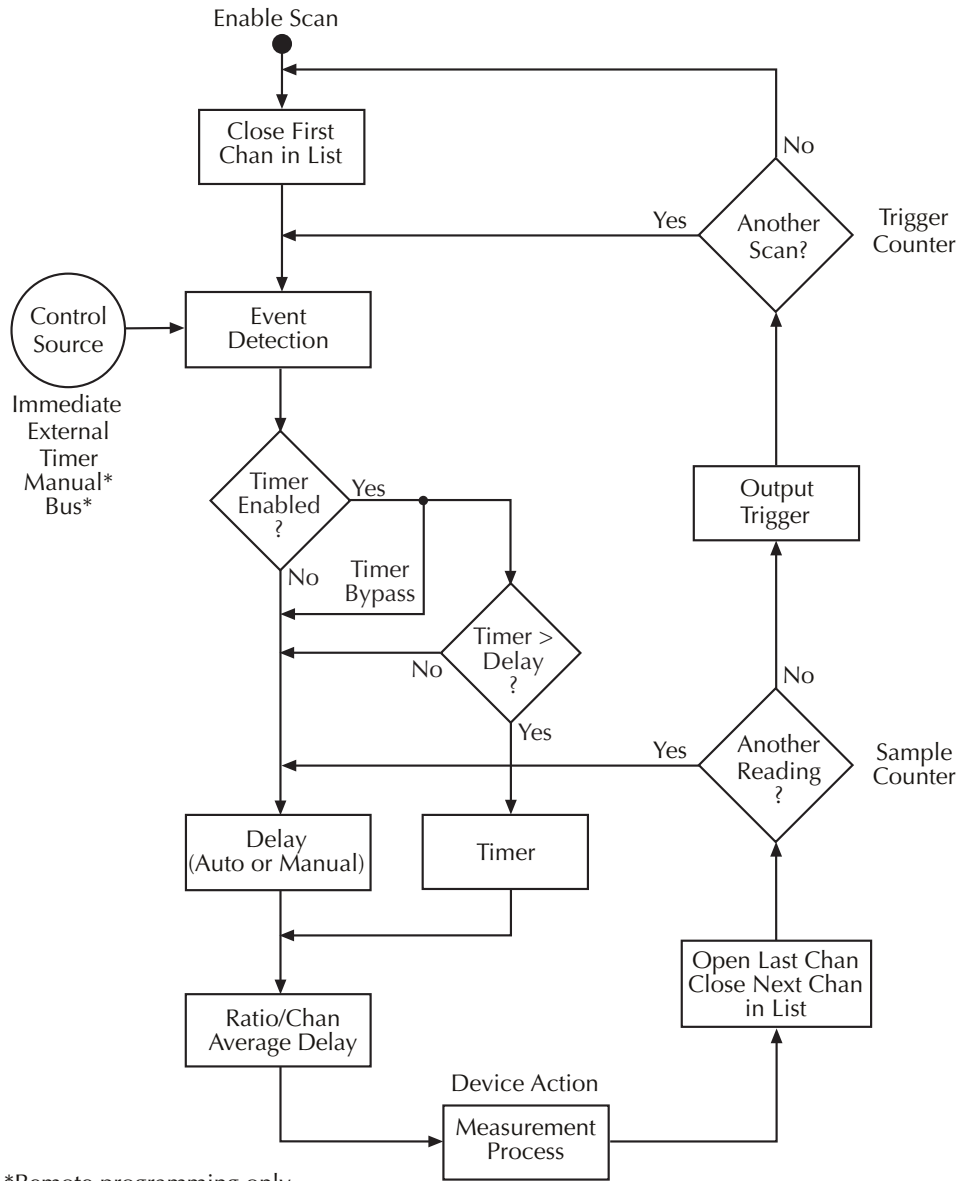 Enable Scan
Close First
Chan in List
No
Yes
Another
Scan?
Trigger
Counter
Control
Source
Event
Detection
Immediate
External
Timer
Manual*
Bus*
Timer
Enabled
?
Yes
No
Timer
Bypass
Output
Trigger
Timer >
Delay
?
No
Yes
No
Yes
Another
Reading
?
Sample
Counter
Delay
(Auto or Manual)
Timer
Open Last Chan
Close Next Chan
in List
Ratio/Chan
Average Delay
Device Action
Measurement
Process
*Remote programming only